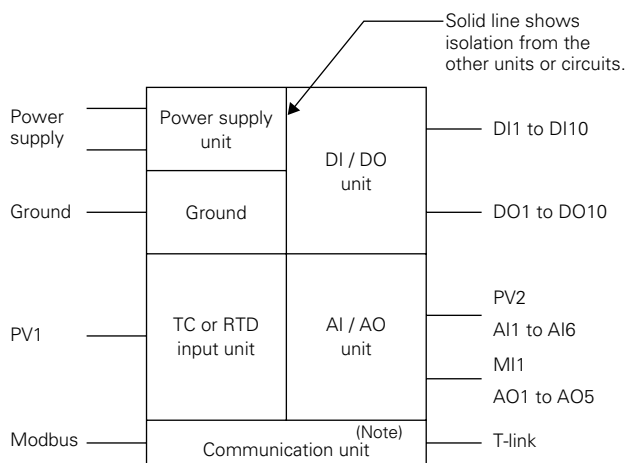 Solid line shows
isolation from the
other units or circuits.
Power
supply
Power supply
unit
DI / DO
unit
DI1 to DI10
Ground
Ground
DO1 to DO10
PV1
TC or RTD
input unit
AI / AO
unit
PV2
AI1 to AI6
MI1
AO1 to AO5
Modbus
Communication unit
(Note)
T-link